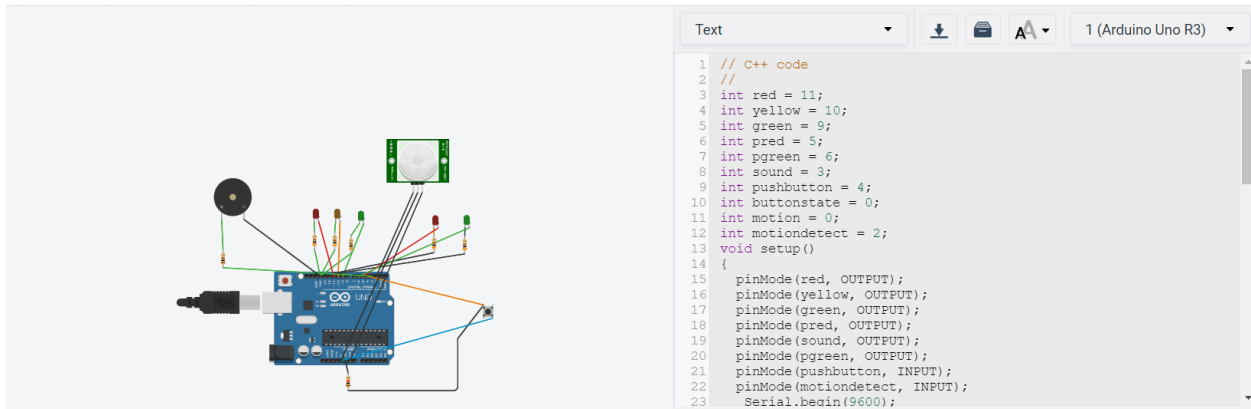 Text
1 (Arduino Uno R3)
1 // C++ code
2 //
3 int red = 11;
4 int yellow = 10;
5 int green = 9;
6 int pred = 5;
7 int pgreen = 6;
8 int sound = 3;
9 int pushbutton = 4;
10 int buttonstate = 0;
11 int motion = 0;
12 int motiondetect = 2;
13 void setup()
14 {
15 pinMode(red, OUTPUT);
16 pinMode(yellow, OUTPUT);
17 pinMode(green, OUTPUT);
18 pinMode(pred, OUTPUT);
19 pinMode(sound, OUTPUT);
20 pinMode(pgreen, OUTPUT);
21 pinMode(pushbutton, INPUT);
22 pinMode(motiondetect, INPUT);
23 Serial.begin(9600);
AA
UNO
ARDUINO